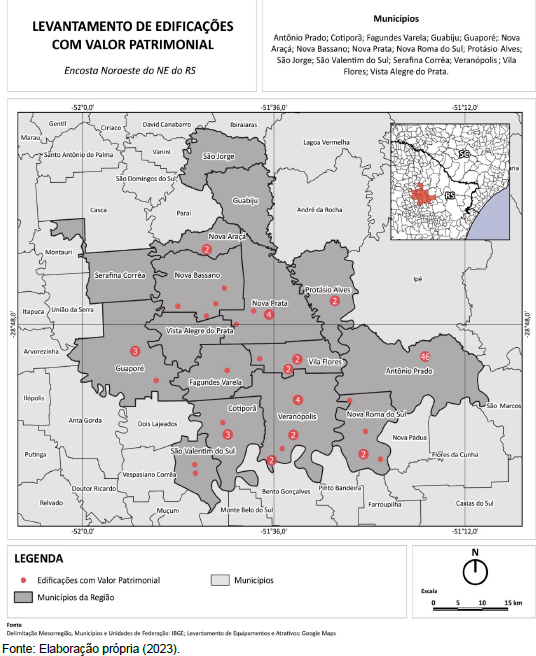 LEVANTAMENTO DE EDIFICAÇÕES
COM VALOR PATRIMONIAL
Encosta Noroeste do NE do RS
Municípios
Antônio Prado; Cotiporã; Fagundes Varela; Guabiju; Guaporé;; Nova
Araçá; Nova Bassano; Nova Prata; Nova Roma do Sul; Protásio Alves;
São Jorge; São Valentim do Sul; Serafina Corrêa; Veranópolis; Vila
Flores; Vista Alegre do Prata.
-52°0,0'
-51°36,0'
-51°12,0'
Gentil
Ciríaco
David Canabarro
Ibiraiaras
Marau
Lagoa Vermelha
Santo Antônio do Palma
Vanini
São Jorge
São Domingos do Sul
SC
RS
Casca
Parai
Guabiju
André da Rocha
Nova Araçá
2
Montauri
Serafina Corrêa
Nova Bassano
Protásio Alves
2
Ipê
Itapuca
União da Serra
Nova Prata
4
-28°48,0'
-28°48,0'
Vista Alegre do Prata
Arvorezinha
3
2
Vila Flores
46
Guaporé
2
Antônio Prado
Fagundes Varela
Ilópolis
4
São Marcos
Cotiporã
Veranópolis
Nova Roma do Sul
Anta Gorda
Dois Lajeados
3
2
Nova Pádua
Putinga
São Valentim do Sul
2
2
Flores da Cunha
Vespasiano Corrêa
Doutor Ricardo
Bento Gonçalves
Pinto Bandeira
Relvado
Muçum
Monte Belo do Sul
Farroupilha
Caxias do Sul
-52°0,0'
-51°36,0'
-51°12,0'
LEGENDA
Edificações com Valor Patrimonial
Municípios
Municípios da Região
N
Escala
0 5 10 15 km
Fonte
Delimitação Mesorregião, Municípios e Unidades de Federação: IBGE; Levantamento de Equipamentos e Atrativos: Google Maps
Fonte: Elaboração própria (2023).